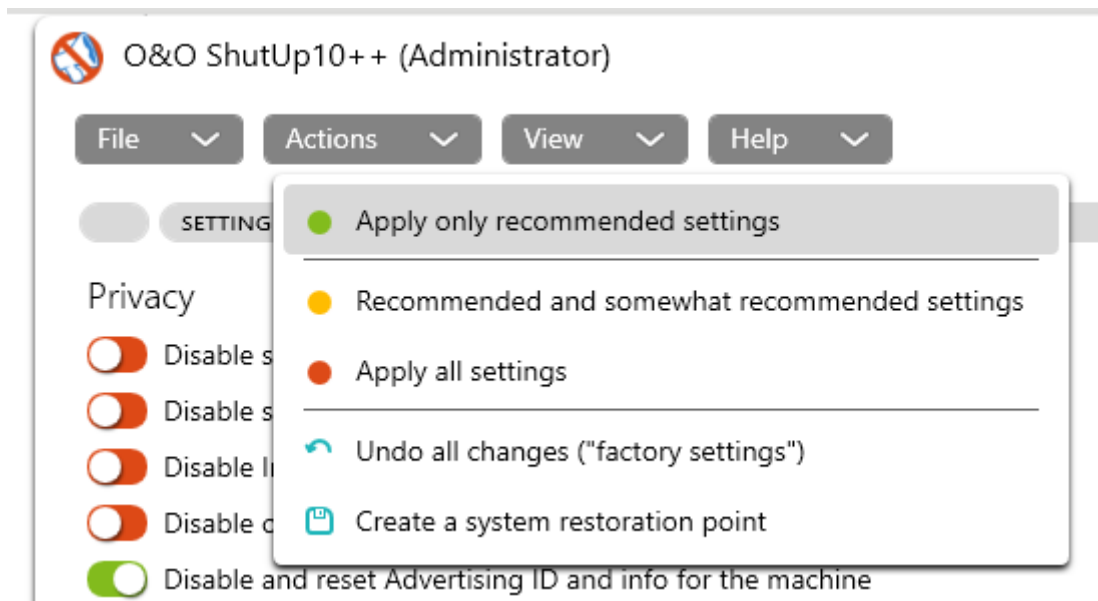 O&O ShutUp10++ (Administrator)
File Actions View Help
SETTING
Apply only recommended settings
Recommended and somewhat recommended settings
Apply all settings
Undo all changes ("factory settings")
Create a system restoration point
Privacy
Disable s
Disable s
Disable
Disable
Disable and reset Advertising ID and info for the machine